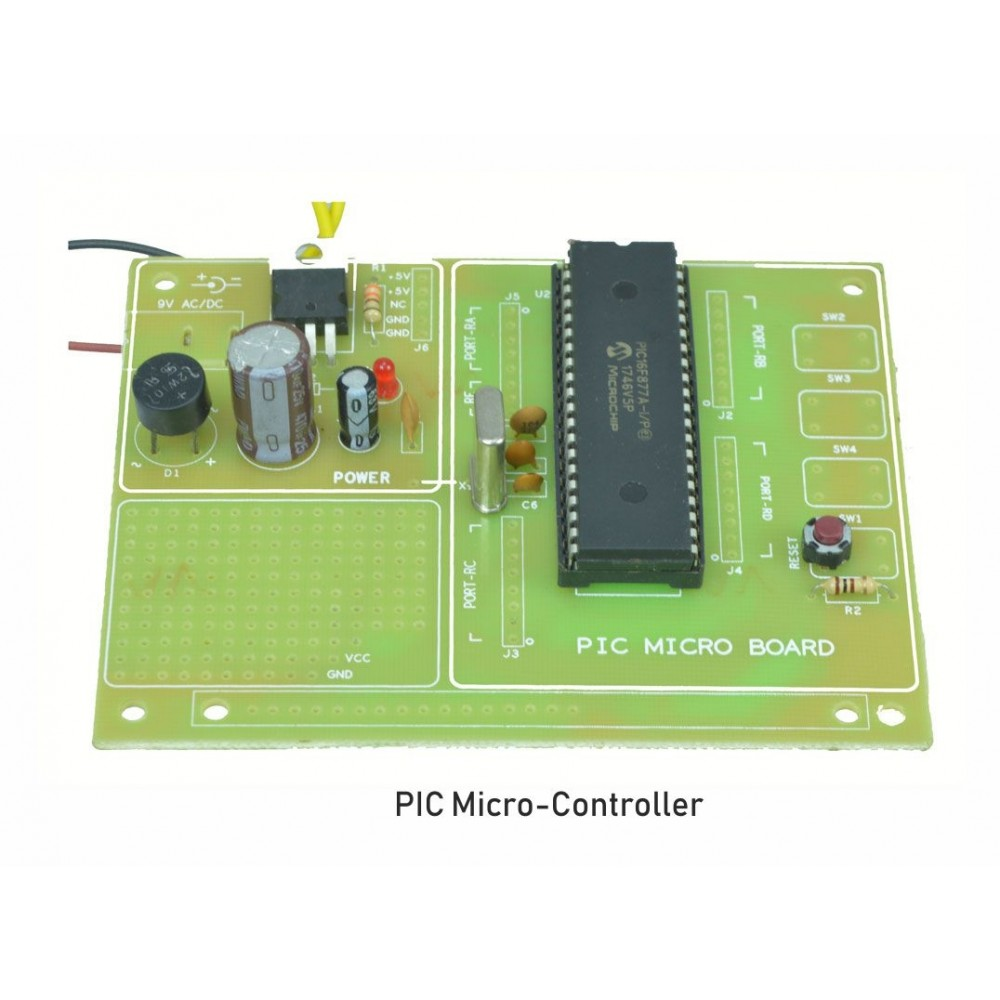 R1
+5V
+5V
NC
GND
GND
J6
+ -
9V AC/DC
D1
~
+
POWER
J5
U2
PORT-RA
RE
PIC16F877A-I/P
1746V5P
MICROCHIP
PORT-RB
J2
SW2
SW3
SW4
SW1
PORT-RD
J4
RESET
R2
C6
PORT-RC
J3
VCC
GND
PIC MICRO BOARD
PIC Micro-Controller